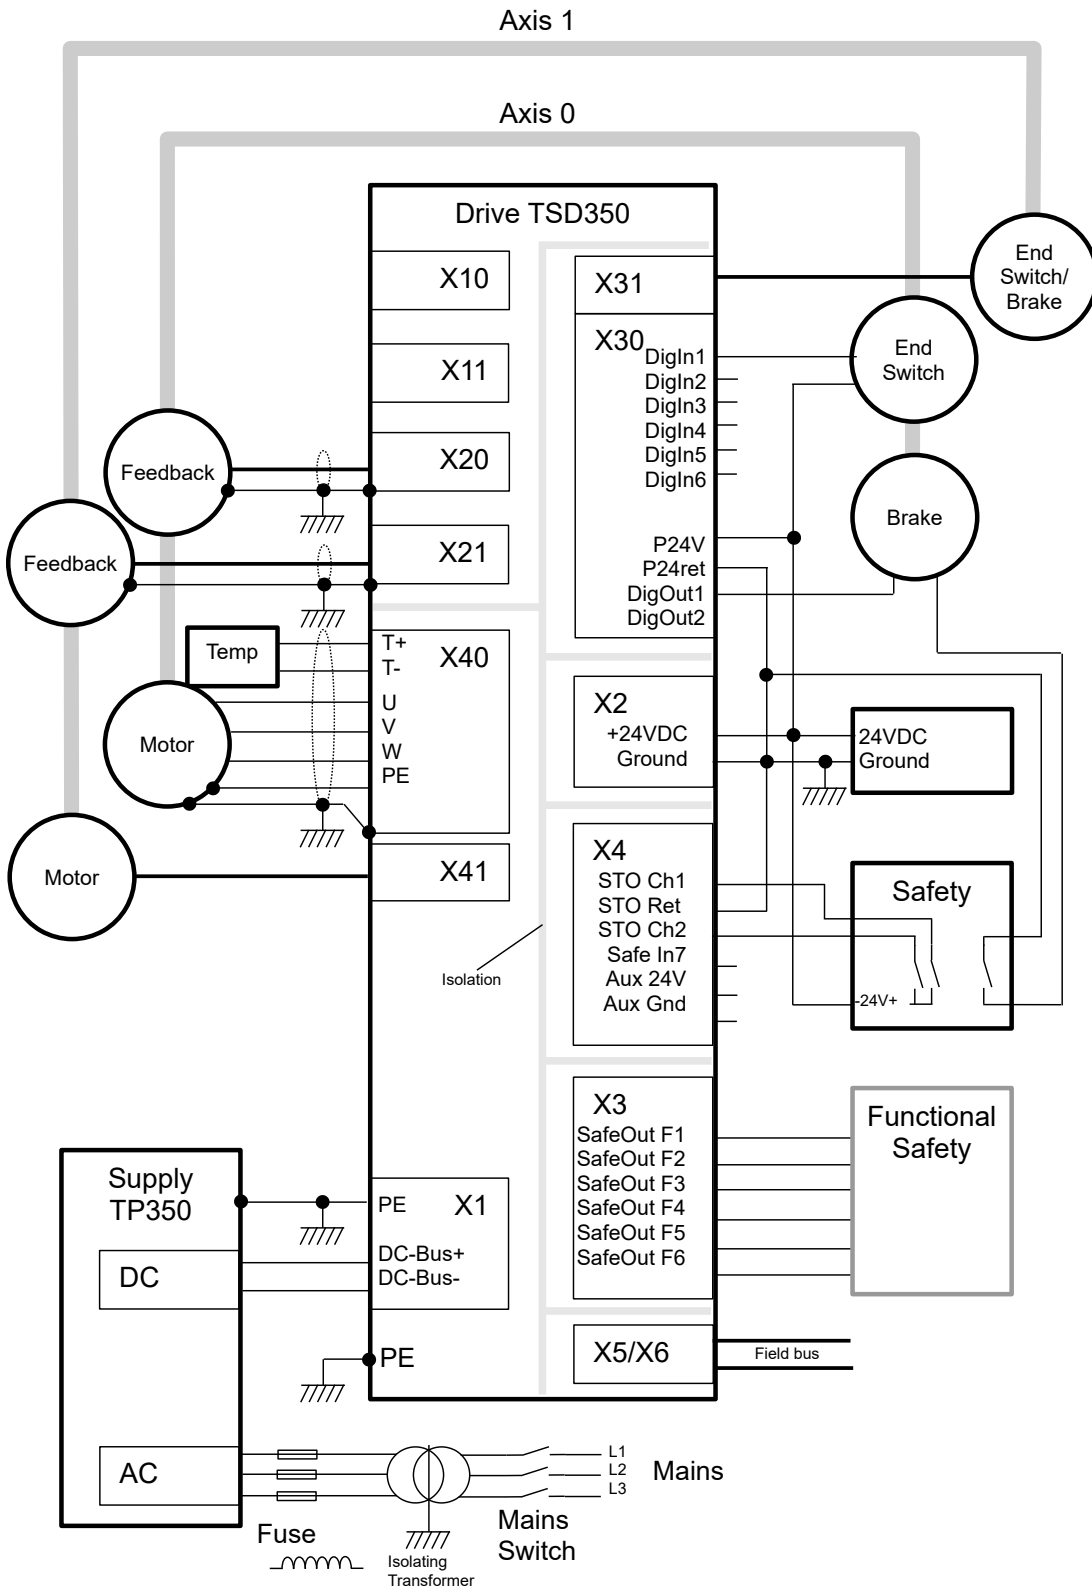 Axis 1
Axis 0
Drive TSD350
X10
X11
X20
X21
X31
X30
DigIn1
DigIn2
DigIn3
DigIn4
DigIn5
DigIn6
P24V
P24ret
DigOut1
DigOut2
End
Switch/
Brake
End
Switch
Brake
Feedback
Feedback
Temp
Motor
Motor
T+
T-
U
V
W
PE
X40
X41
X2
+24VDC
Ground
24VDC
Ground
X4
STO Ch1
STO Ret
STO Ch2
Safe In7
Aux 24V
Aux Gnd
Safety
-24V+
Isolation
X3
SafeOut F1
SafeOut F2
SafeOut F3
SafeOut F4
SafeOut F5
SafeOut F6
Functional
Safety
Supply
TP350
DC
AC
PE
X1
DC-Bus+
DC-Bus-
PE
X5/X6
Field bus
L1
L2
L3
Mains
Mains
Switch
Fuse
Isolating
Transformer